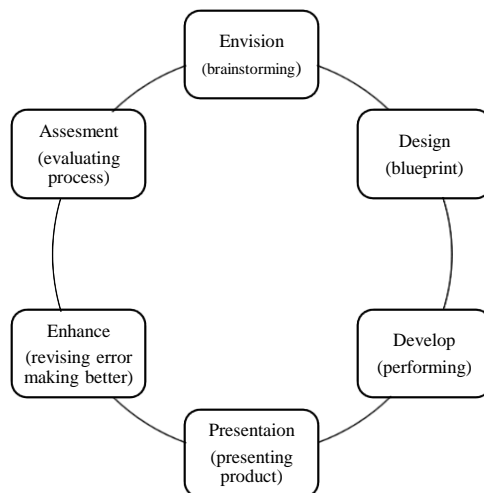 Envision
(brainstorming)
Design
(blueprint)
Develop
(performing)
Presentaion
(presenting
product)
Enhance
(revising error
making better)
Assesment
(evaluating
process)